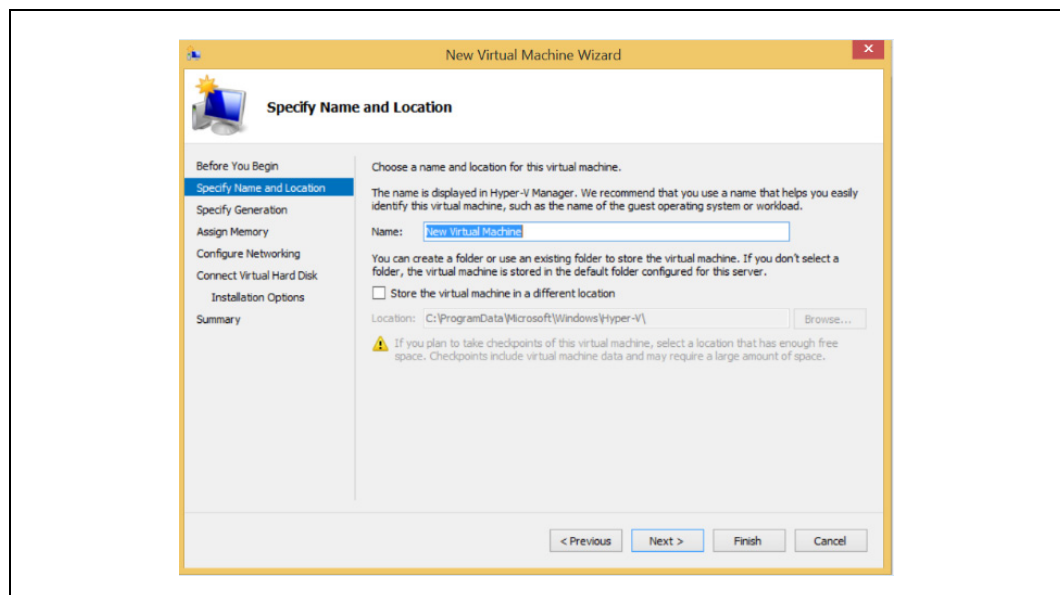 New Virtual Machine Wizard
Specify Name and Location
Before You Begin
Specify Name and Location
Specify Generation
Assign Memory
Configure Networking
Connect Virtual Hard Disk
Installation Options
Summary
Choose a name and location for this virtual machine.
The name is displayed in Hyper-V Manager. We recommend that you use a name that helps you easily
identify this virtual machine, such as the name of the guest operating system or workload.
Name: New Virtual Machine
You can create a folder or use an existing folder to store the virtual machine. If you don't select a
folder, the virtual machine is stored in the default folder configured for this server.
Store the virtual machine in a different location
Location: C:\ProgramData\Microsoft\Windows\Hyper-V\ Browse...
If you plan to take checkpoints of this virtual machine, select a location that has enough free
space. Checkpoints include virtual machine data and may require a large amount of space.
< Previous Next > Finish Cancel